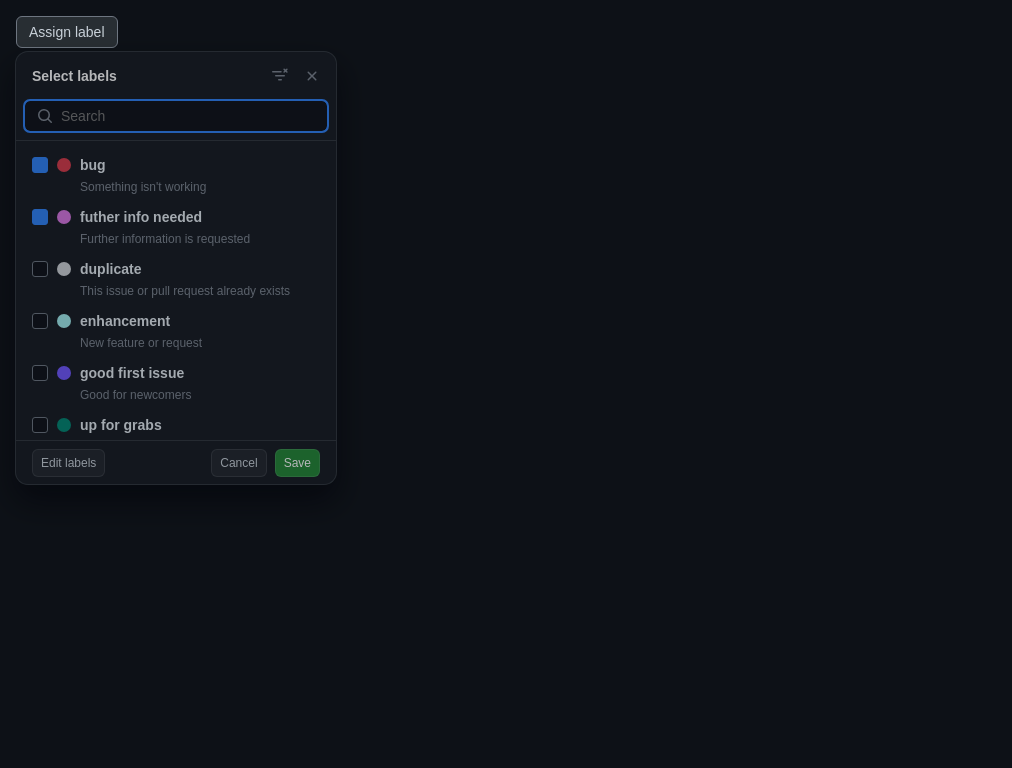 Assign label
Select labels
Search
bug
Something isn't working
futher info needed
Further information is requested
duplicate
This issue or pull request already exists
enhancement
New feature or request
good first issue
Good for newcomers
up for grabs
Edit labels
Cancel
Save